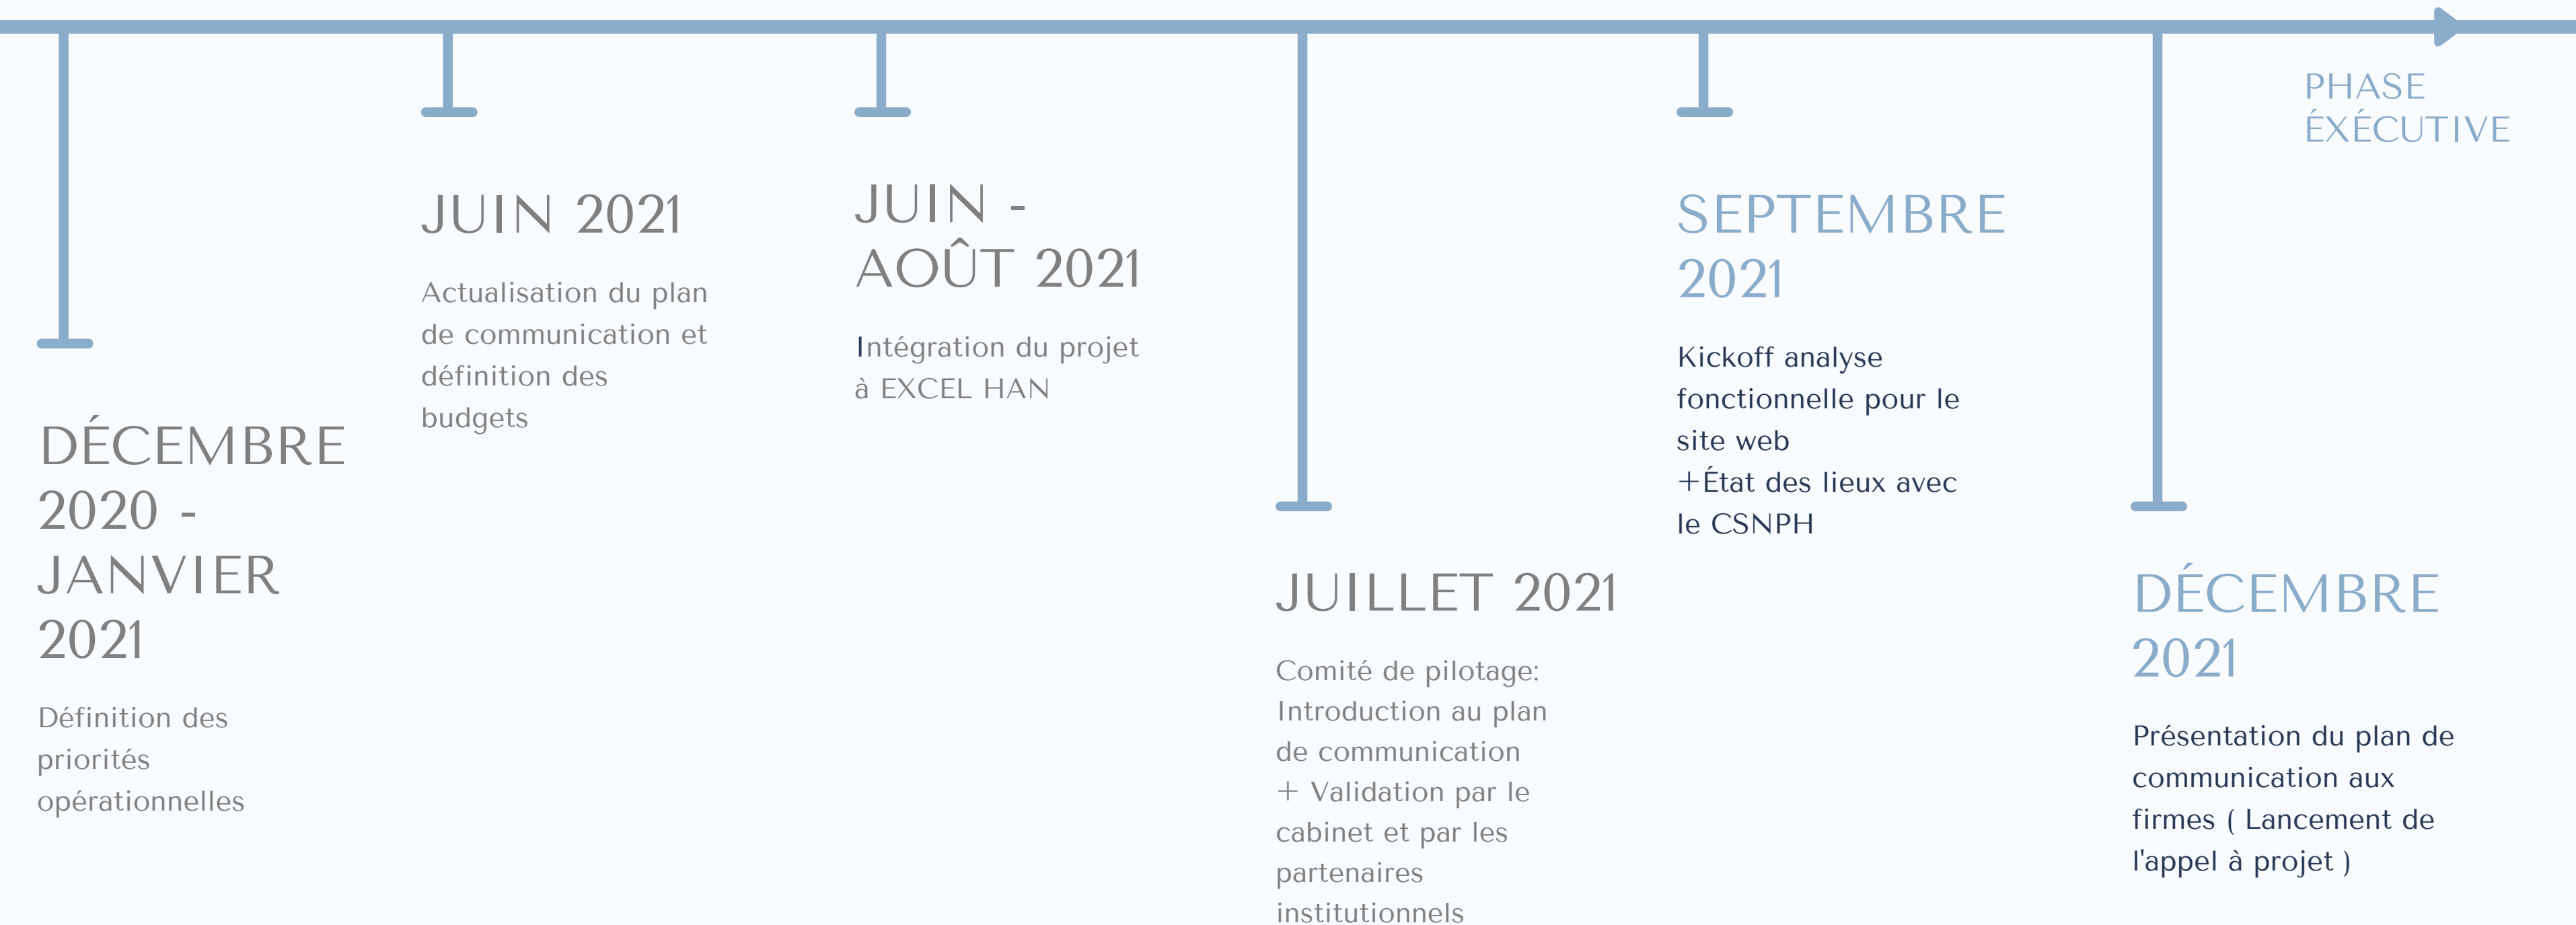 DÉCEMBRE
2020 -
JANVIER
2021
Définition des
priorités
opérationnelles
JUIN 2021
Actualisation du plan
de communication et
définition des
budgets
JUIN -
AOÛT 2021
Intégration du projet
à EXCEL HAN
JUILLET 2021
Comité de pilotage:
Introduction au plan
de communication
+ Validation par le
cabinet et par les
partenaires
institutionnels
SEPTEMBRE
2021
Kickoff analyse
fonctionnelle pour le
site web
+État des lieux avec
le CSNPH
DÉCEMBRE
2021
Présentation du plan de
communication aux
firmes ( Lancement de
l'appel à projet )
PHASE
ÉXÉCUTIVE